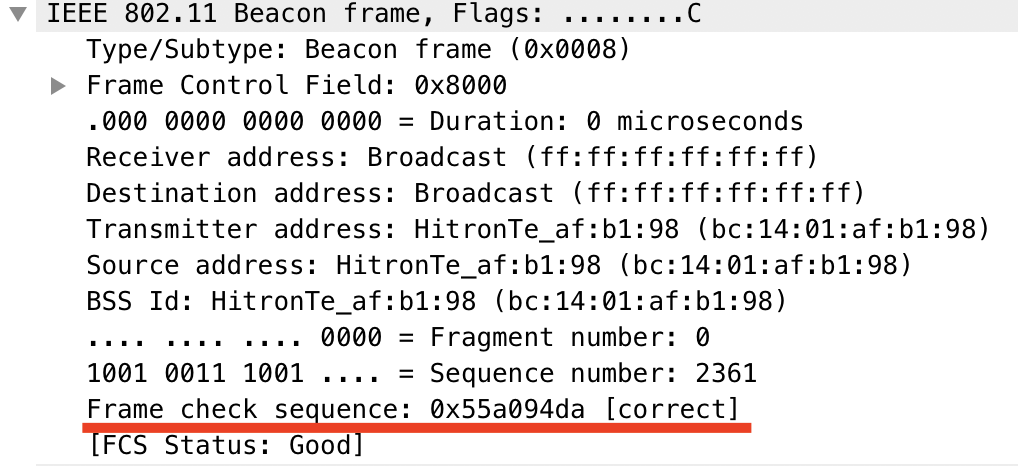 IEEE 802.11 Beacon frame, Flags: ........C
Type/Subtype: Beacon frame (0x0008)
Frame Control Field: 0x8000
.000 0000 0000 0000 = Duration: 0 microseconds
Receiver address: Broadcast (ff:ff:ff:ff:ff:ff)
Destination address: Broadcast (ff:ff:ff:ff:ff:ff)
Transmitter address: HitronTe_af:b1:98 (bc:14:01:af:b1:98)
Source address: HitronTe_af:b1:98 (bc:14:01:af:b1:98)
BSS Id: HitronTe_af:b1:98 (bc:14:01:af:b1:98)
.... .... .... 0000 = Fragment number: 0
1001 0011 1001 .... = Sequence number: 2361
Frame check sequence: 0x55a094da [correct]
[FCS Status: Good]